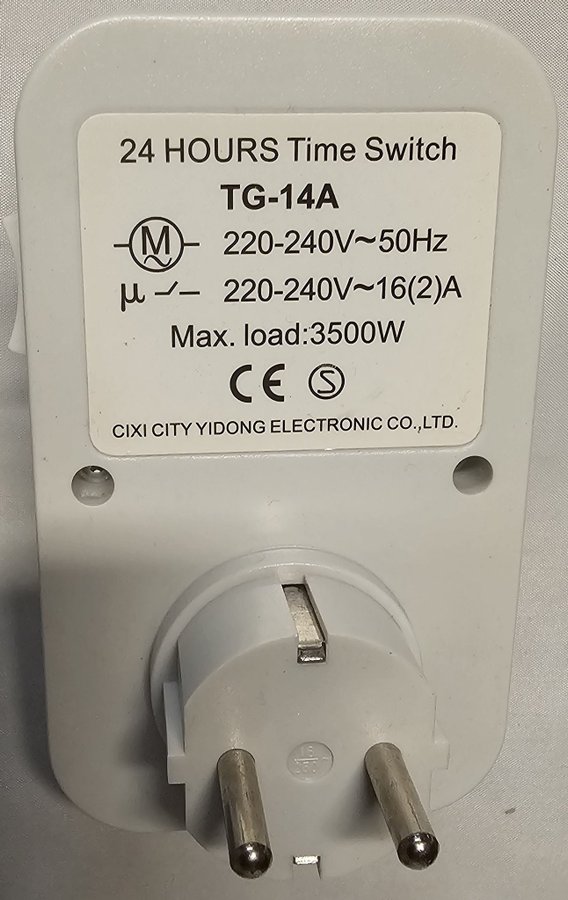 24 HOURS Time Switch
TG-14A
M 220-240V~50Hz
µ 220-240V~16(2)A
Max. load:3500W
CE S
CIXI CITY YIDONG ELECTRONIC CO.,LTD.